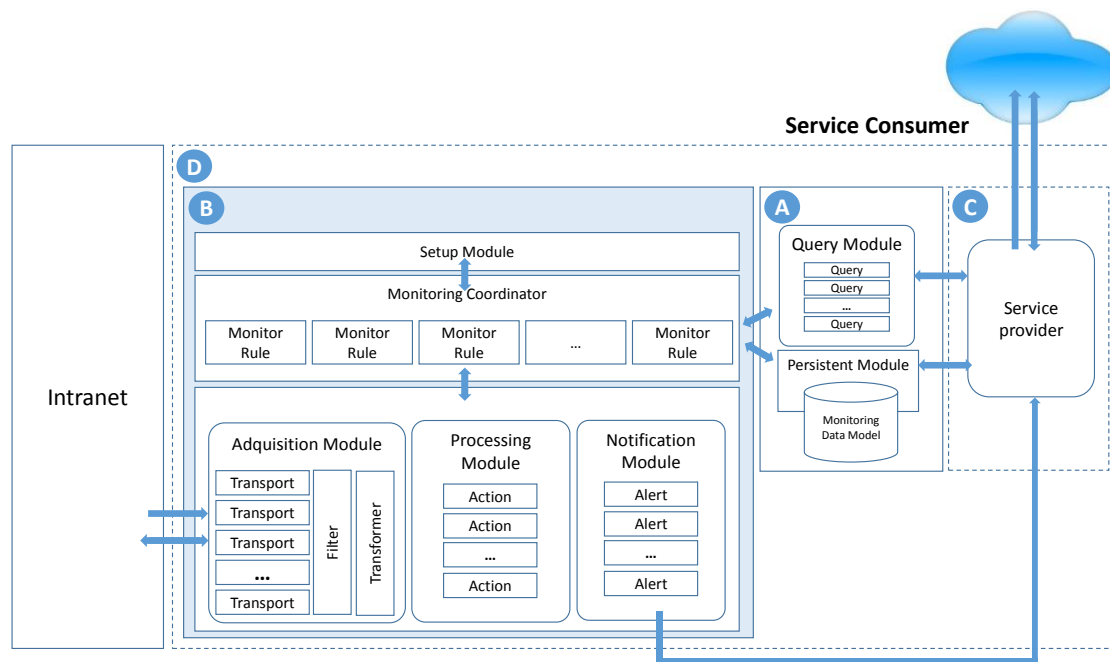 Service Consumer
D
B
A
C
Setup Module
Query Module
Query
Query
...
Query
Monitoring Coordinator
Monitor
Rule
Monitor
Rule
Monitor
Rule
...
Monitor
Rule
Service
provider
Persistent Module
Monitoring
Data Model
Intranet
Adquisition Module
Transport
Transport
Transport
...
Transport
Filter
Transformer
Processing
Module
Action
Action
...
Action
Notification
Module
Alert
Alert
...
Alert